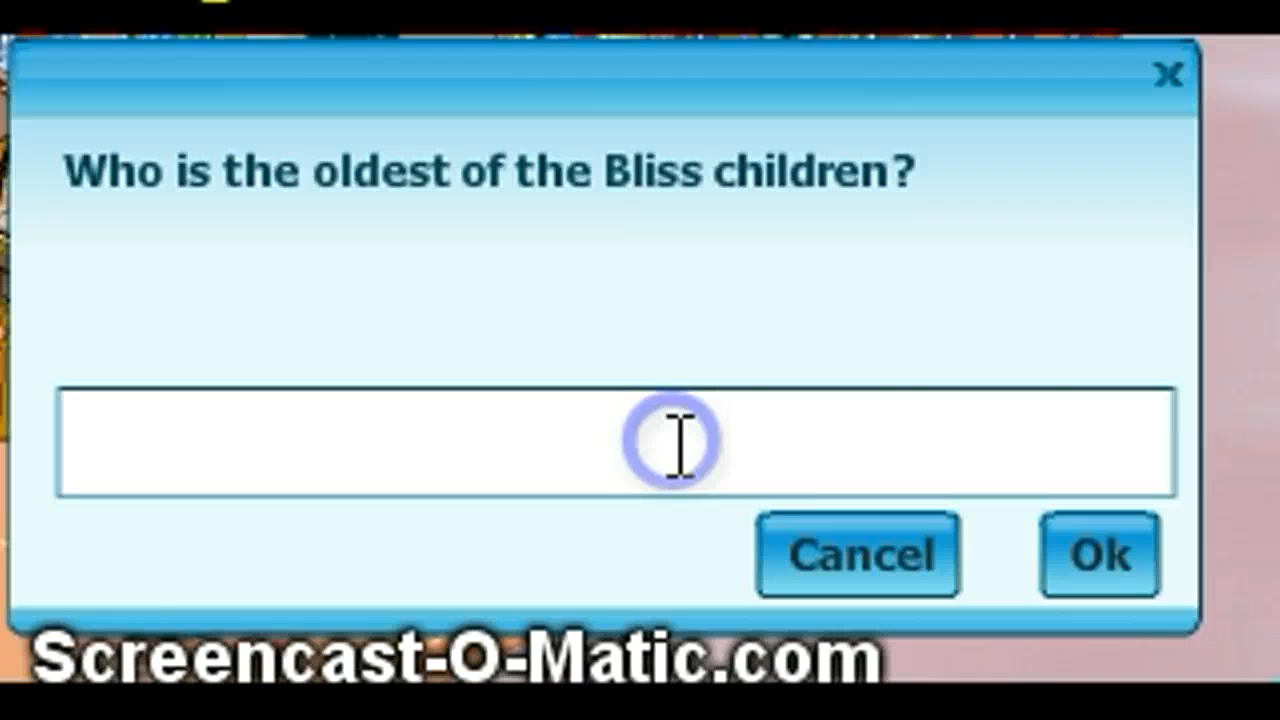 x
Who is the oldest of the Bliss children?
Cancel Ok
Screencast-O-Matic.com